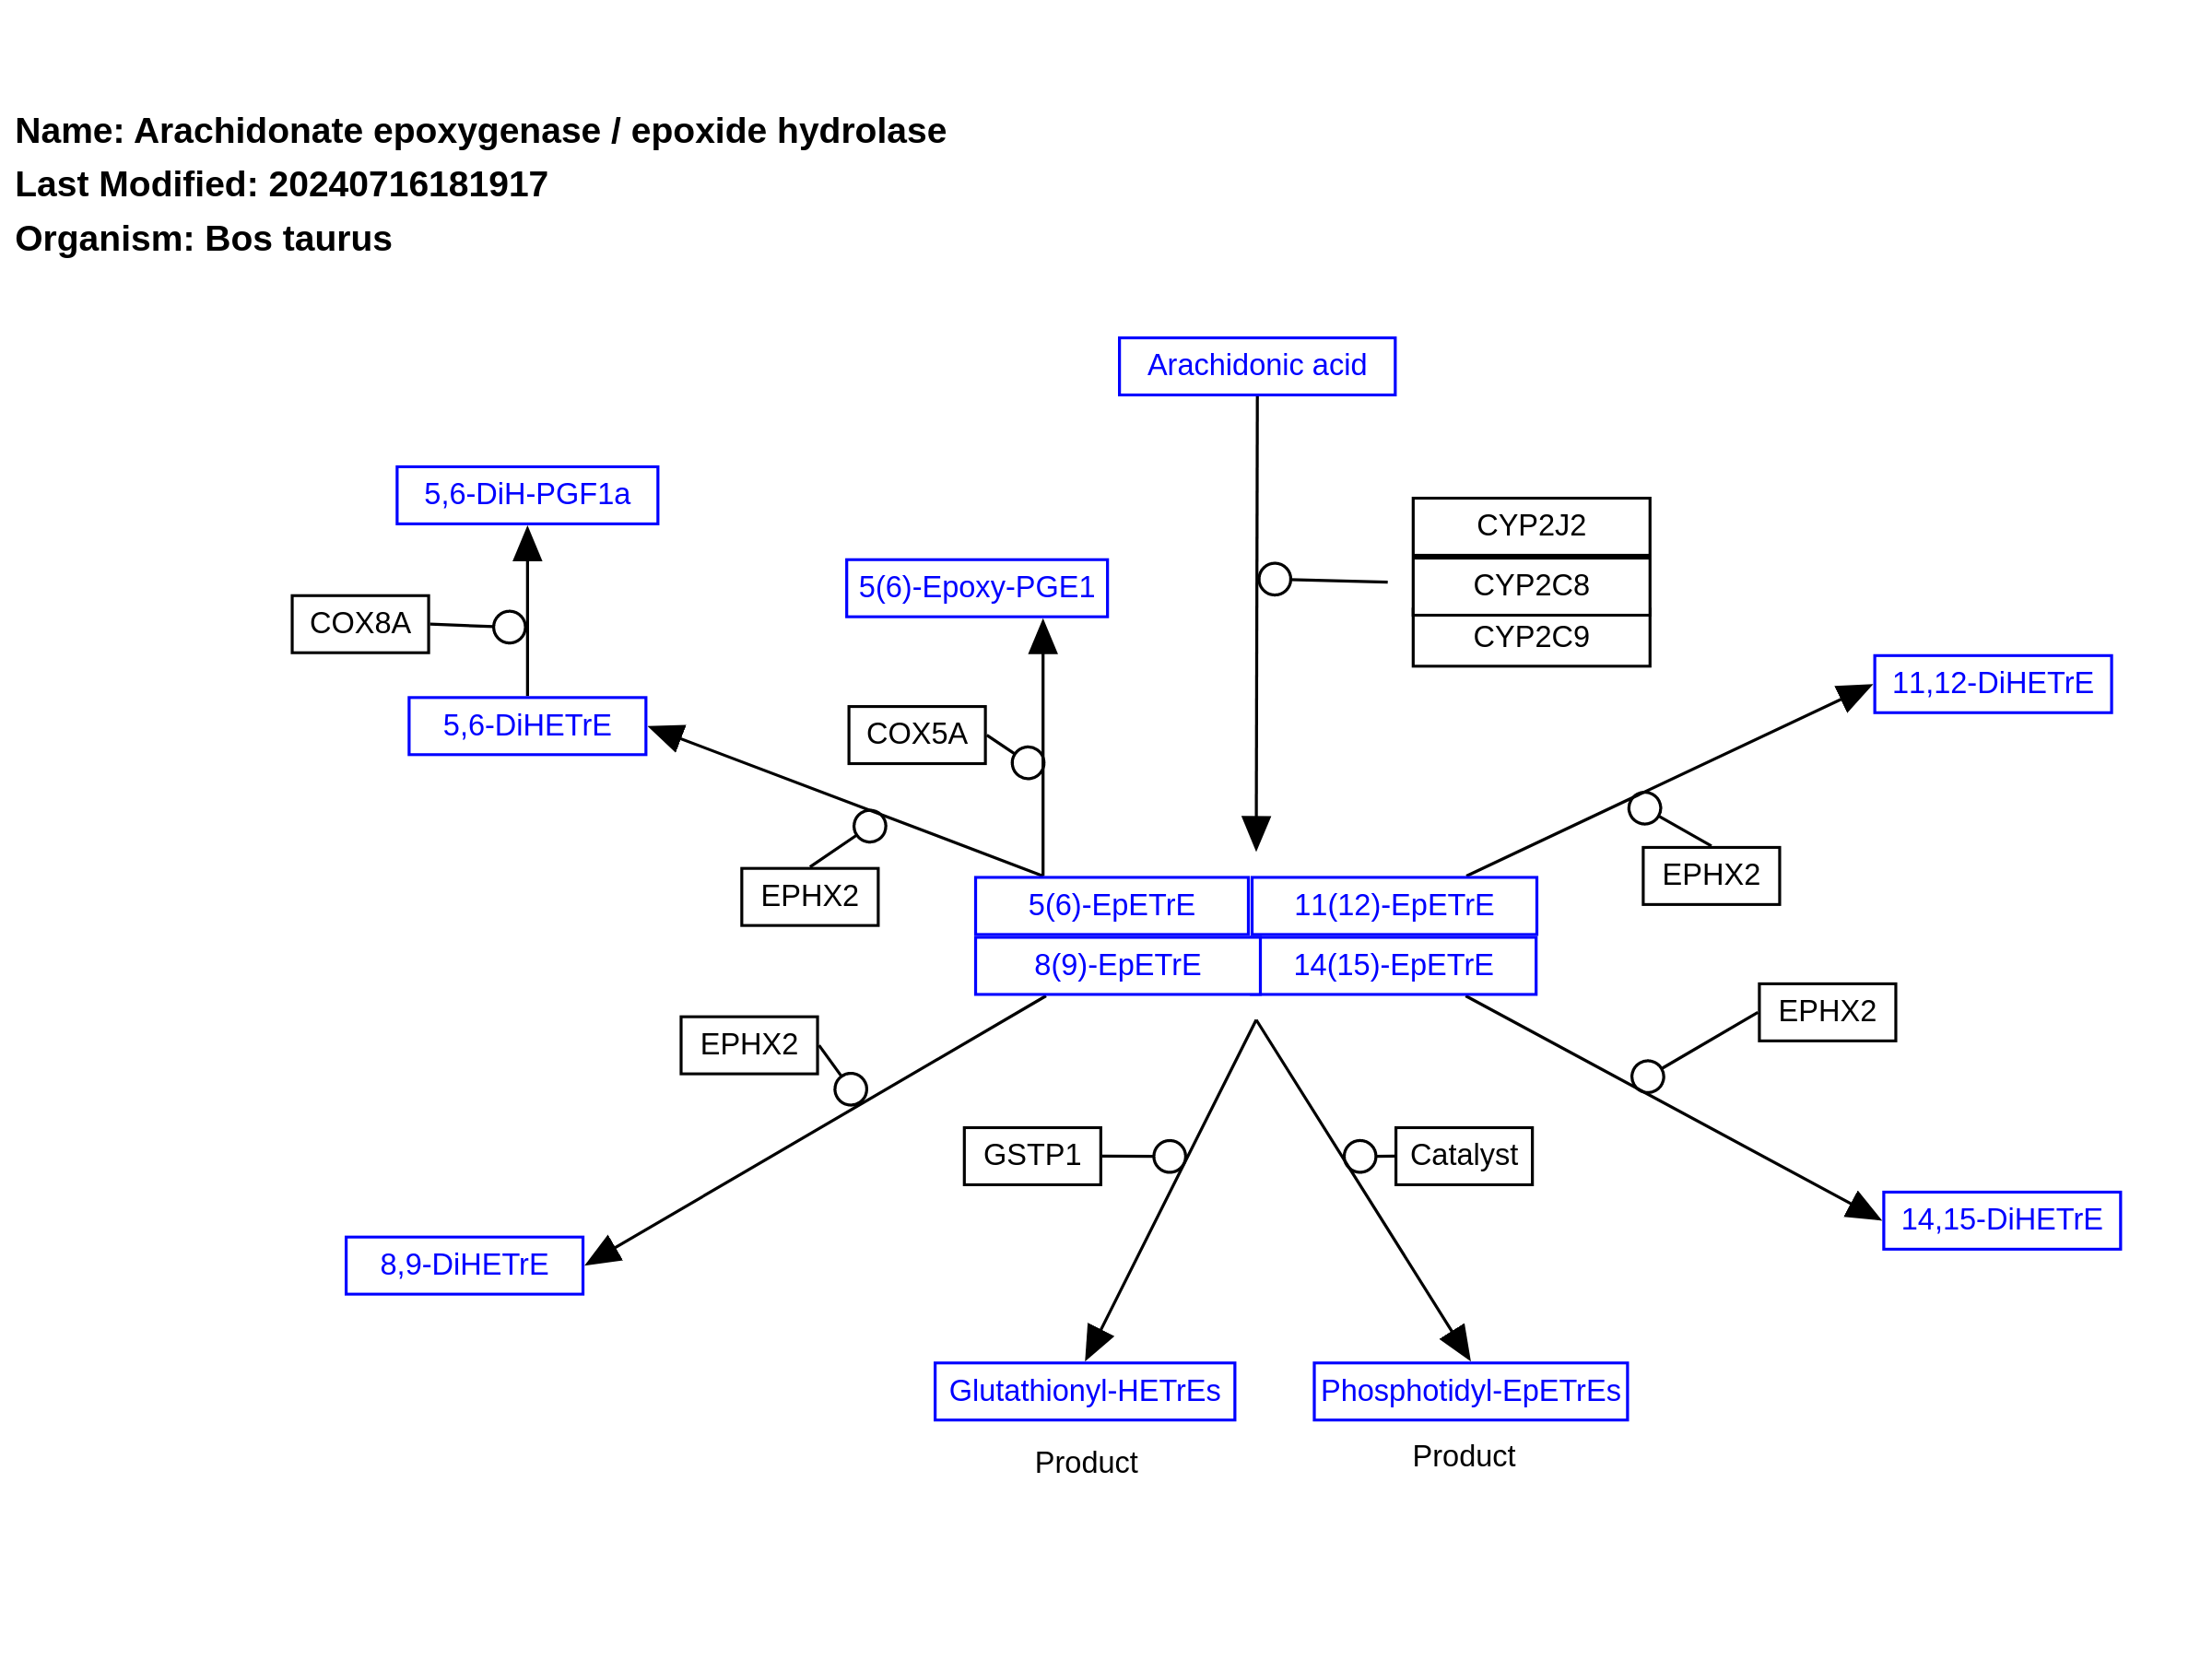 Name: Arachidonate epoxygenase / epoxide hydrolase
Last Modified: 20240716181917
Organism: Bos taurus
Arachidonic acid
5,6-DiH-PGF1a
CYP2J2
5(6)-Epoxy-PGE1
CYP2C8
COX8A
CYP2C9
11,12-DiHETrE
5,6-DiHETrE
COX5A
EPHX2
EPHX2
5(6)-EpETrE
11(12)-EpETrE
8(9)-EpETrE
14(15)-EpETrE
EPHX2
EPHX2
GSTP1
Catalyst
14,15-DiHETrE
8,9-DiHETrE
Glutathionyl-HETrEs
Phosphotidyl-EpETrEs
Product
Product